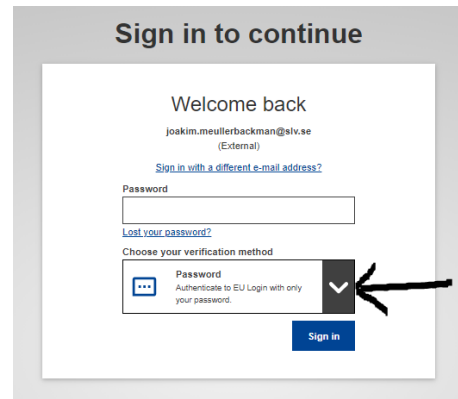 Sign in to continue
Welcome back
joakim.meullerbackman@slv.se
(External)
Sign in with a different e-mail address?
Password
Lost your password?
Choose your verification method
Password
Authenticate to EU Login with only
your password.
Sign in